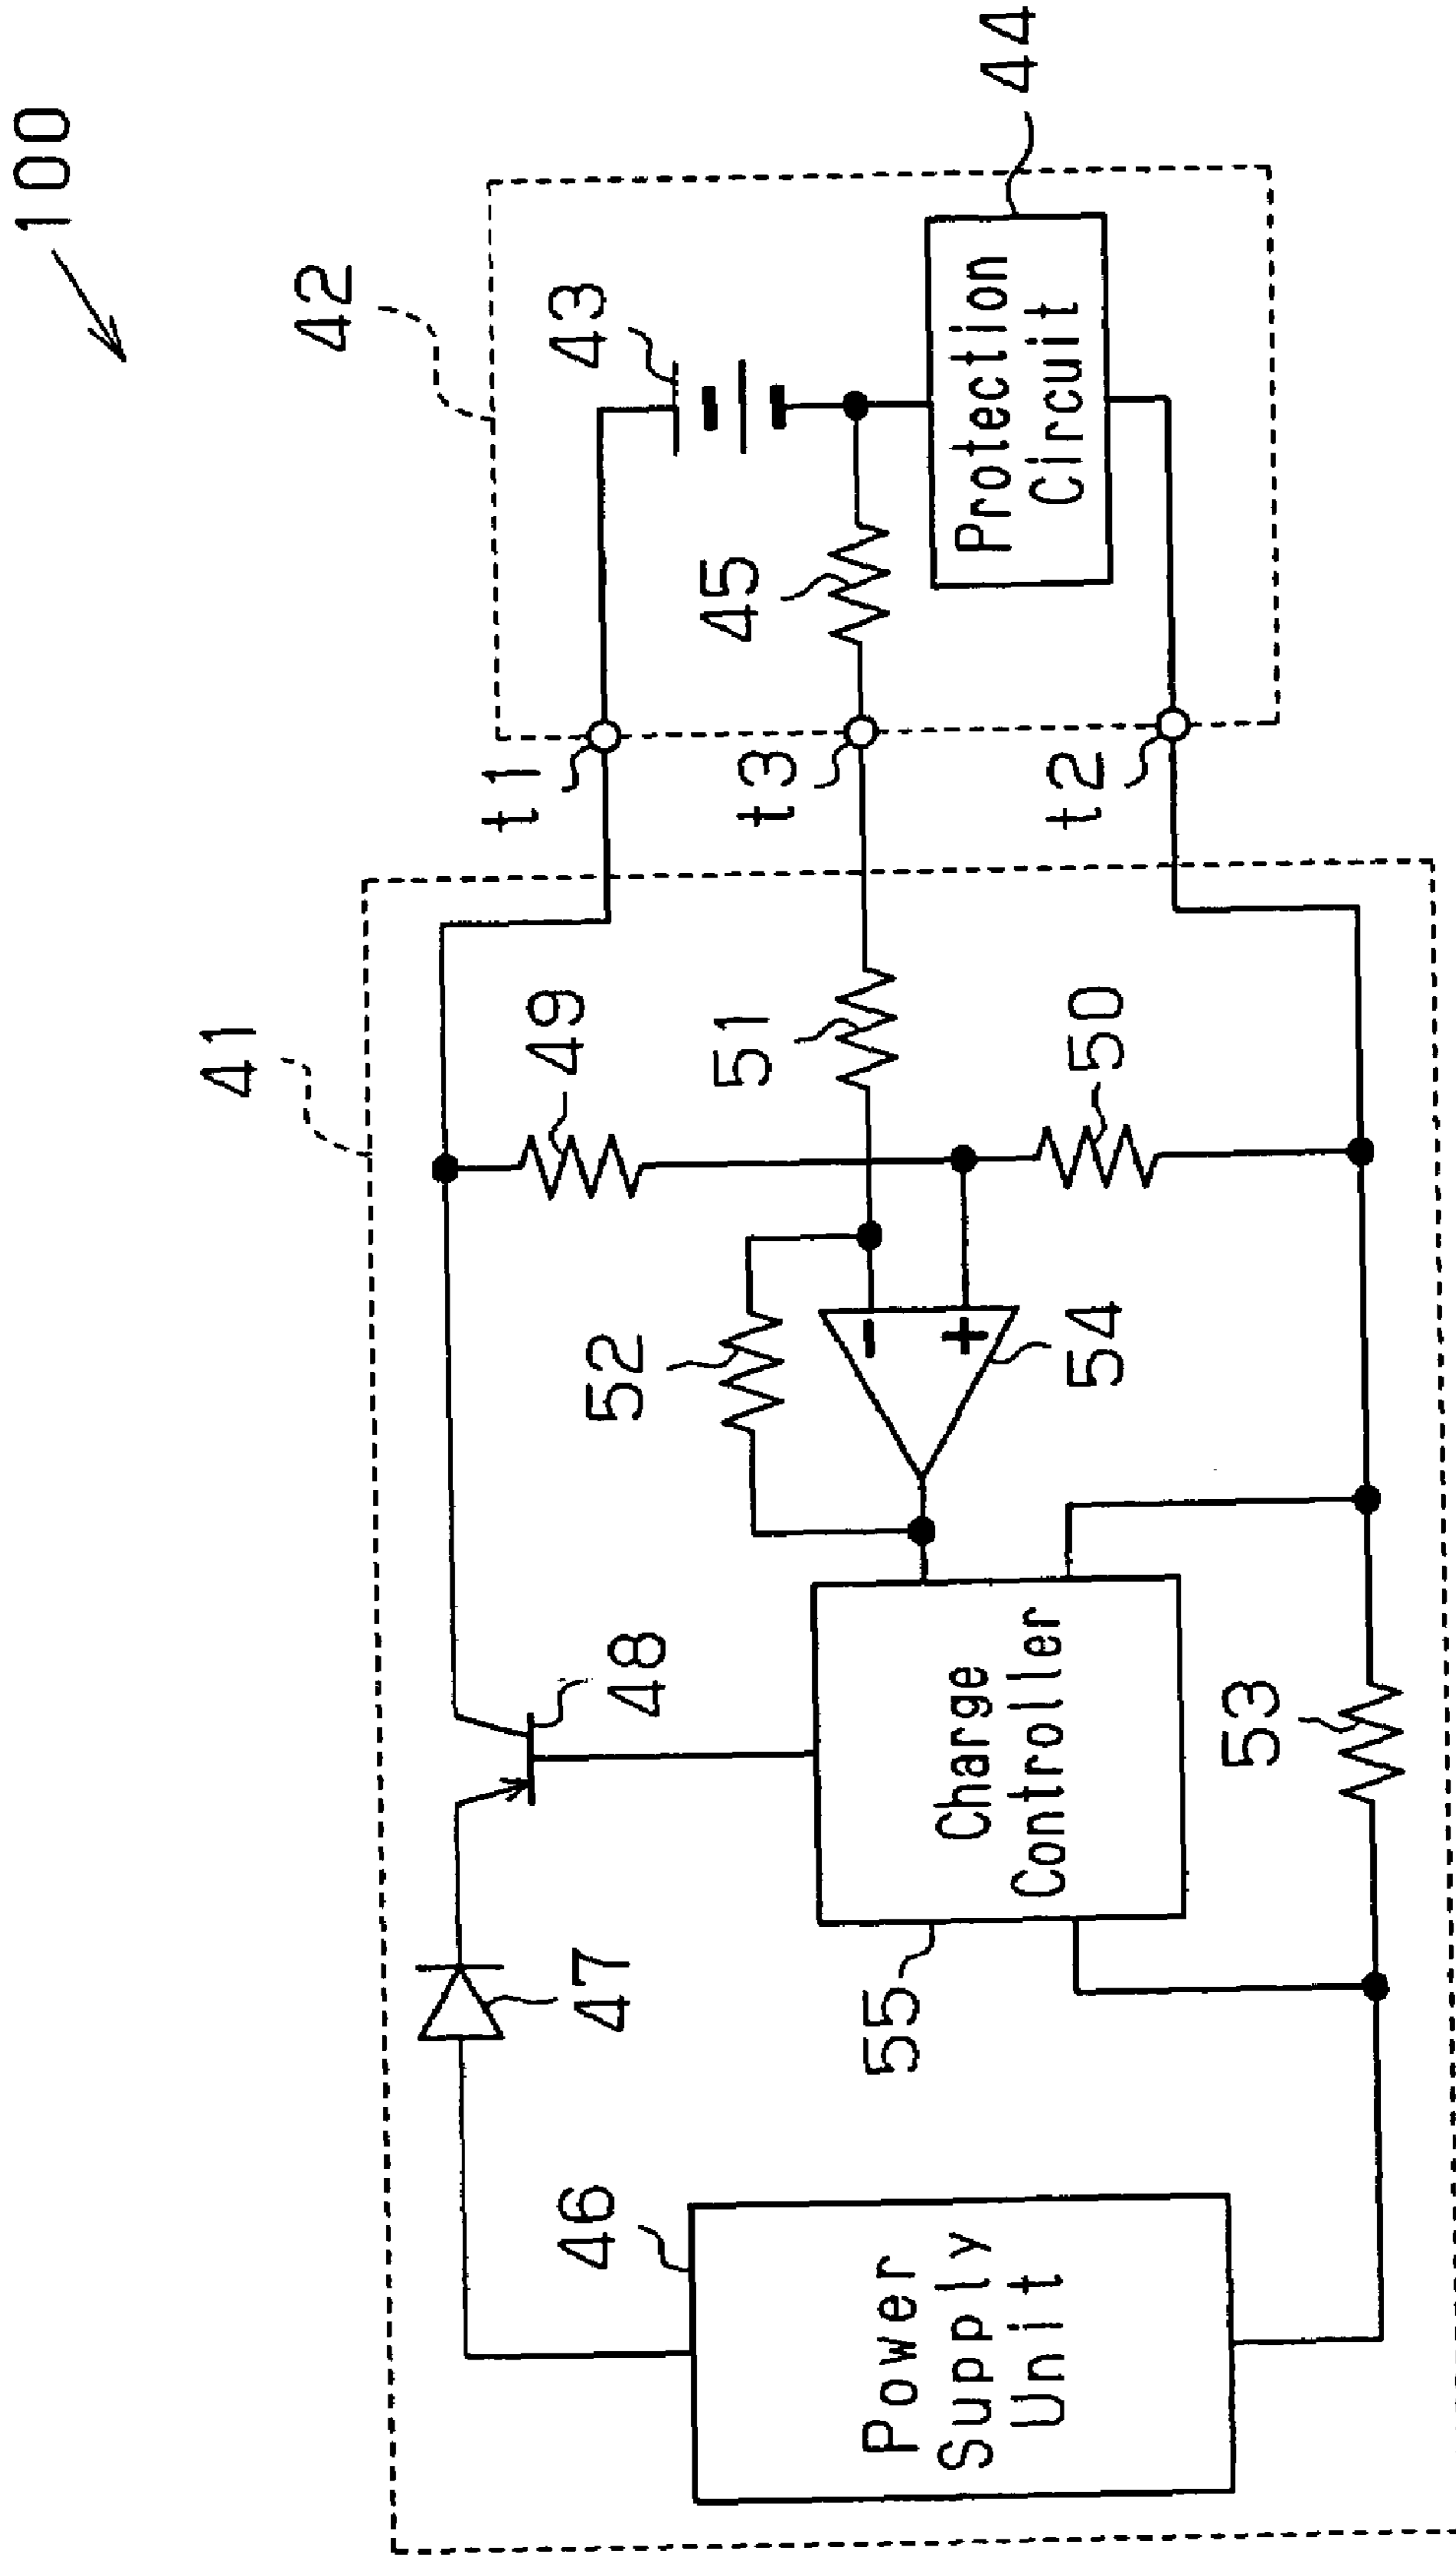 100
42
43
44
45
Protection
Circuit
t1
t3
t2
41
49
51
50
52
54
48
Charge
Controller
53
47
55
46
Power
Supply
Unit
-
+